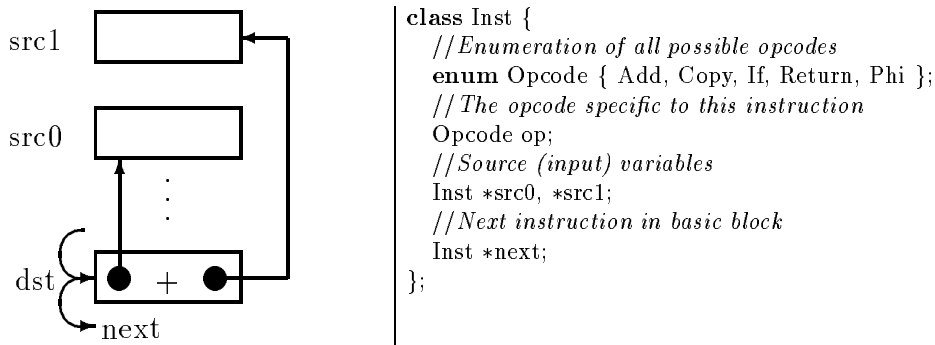 src1
src0
dst
+
next
class Inst {
//Enumeration of all possible opcodes
enum Opcode { Add, Copy, If, Return, Phi };
//The opcode specific to this instruction
Opcode op;
//Source (input) variables
Inst *src0, *src1;
//Next instruction in basic block
Inst *next;
};